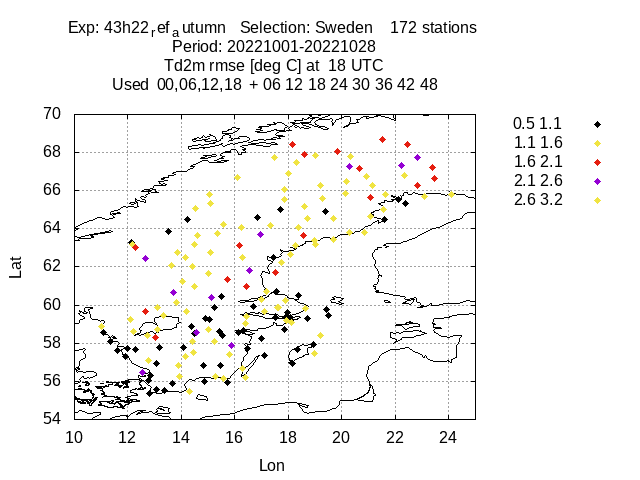 Exp: 43h22ref autumn   Selection: Sweden    172 stations
Period: 20221001-20221028
Td2m rmse [deg C] at  18 UTC
Used  00,06,12,18  + 06 12 18 24 30 36 42 48
70
68
66
64
62
60
58
56
54
Lat
10 12 14 16 18 20 22 24
Lon
0.5 1.1
1.1 1.6
1.6 2.1
2.1 2.6
2.6 3.2